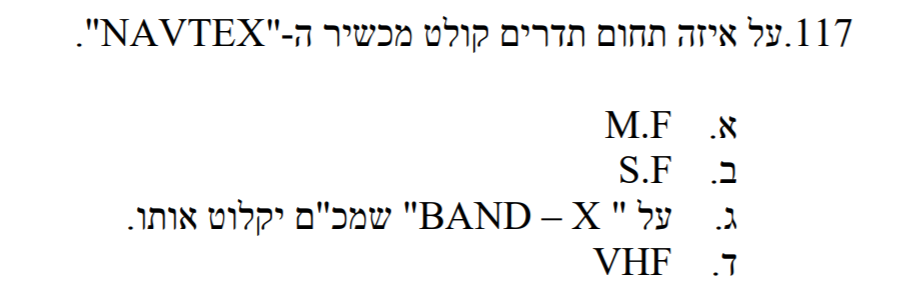 117.על איזה תחום תדרים קולט מכשיר ה-"NAVTEX".
א. M.F
ב. S.F
ג. על " BAND – X" שמכ"ם יקלוט אותו.
ד. VHF